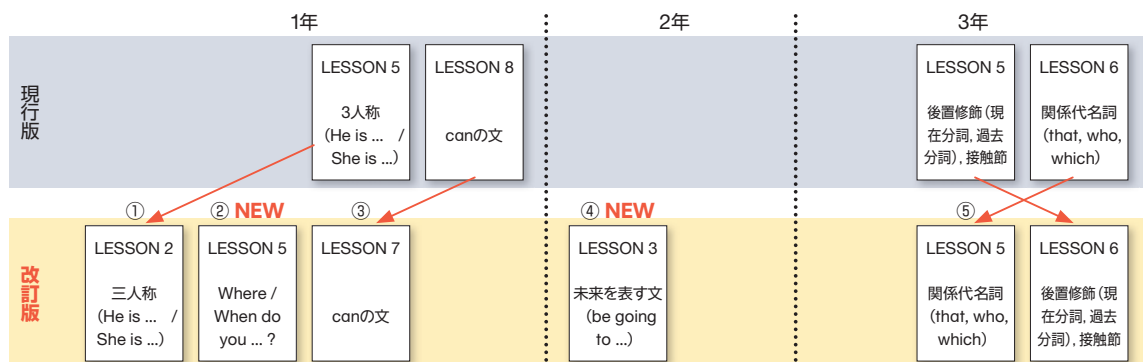 1年
2年
3年
現行版
LESSON 5
3人称
(He is ... /
She is ...)
LESSON 8
canの文
LESSON 5
後置修飾(現
在分詞, 過去
分詞), 接触節
LESSON 6
関係代名詞
(that, who,
which)
改訂版
①
LESSON 2
三人称
(He is ... /
She is ...)
② NEW
LESSON 5
Where /
When do
you ... ?
③
LESSON 7
canの文
④ NEW
LESSON 3
未来を表す文
(be going
to ...)
⑤
LESSON 5
関係代名詞
(that, who,
which)
LESSON 6
後置修飾(現
在分詞, 過去
分詞), 接触節